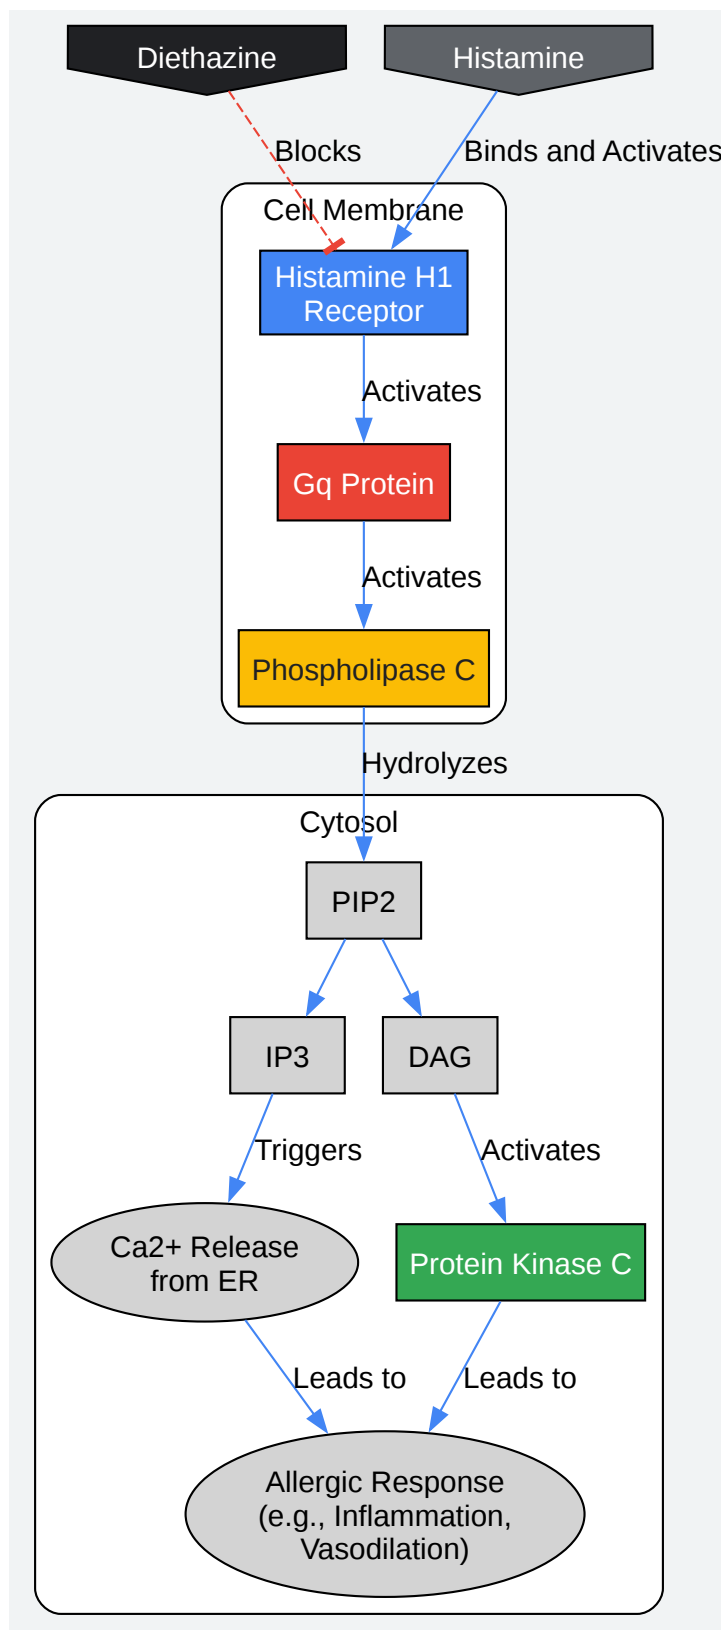 Diethazine
Histamine
Blocks
Binds and Activates
Cell Membrane
Histamine H1
Receptor
Activates
Gq Protein
Activates
Phospholipase C
Hydrolyzes
Cytosol
PIP2
IP3
DAG
Triggers
Activates
Ca2+ Release
from ER
Protein Kinase C
Leads to
Leads to
Allergic Response
(e.g., Inflammation,
Vasodilation)